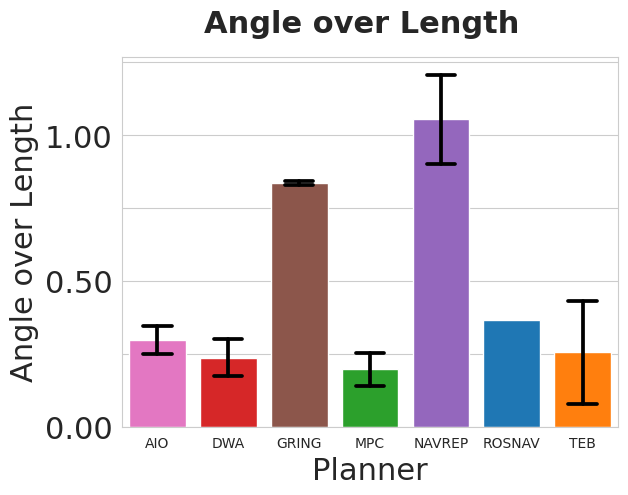 Angle over Length
Angle over Length
1.00
0.50
0.00
AIO DWA GRING MPC NAVREP ROSNAV TEB
Planner